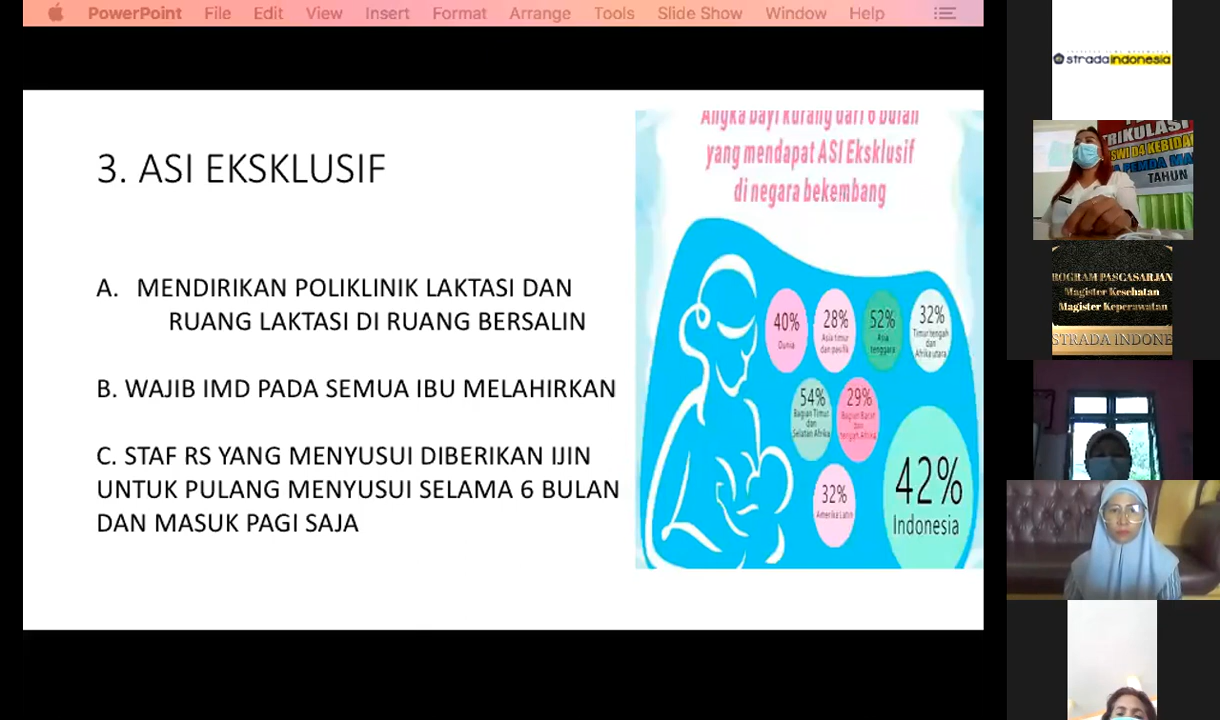 PowerPoint File Edit View Insert Format Arrange Tools Slide Show Window Help
3. ASI EKSKLUSIF
A. MENDIRIKAN POLIKLINIK LAKTASI DAN
RUANG LAKTASI DI RUANG BERSALIN
B. WAJIB IMD PADA SEMUA IBU MELAHIRKAN
C. STAF RS YANG MENYUSUI DIBERIKAN IJIN
UNTUK PULANG MENYUSUI SELAMA 6 BULAN
DAN MASUK PAGI SAJA
Angka bayi kurang dari 6 bulan
yang mendapat ASI Eksklusif
di negara bekembang
40%
Dunia
28%
Asia timur
dan pasifik
52%
Asia
tenggara
32%
Timur tengah
dan
Afrika utara
54%
Bagian Timur
dan
Selatan Afrika
29%
Bagian Barat
dan
tengah Afrika
32%
Amerika Latin
42%
Indonesia
stradaindonesia
TRIKULASI
SWI D4 KEBIDA
PEMDA MA
TAHUN
ROGRAM PASCASARJAN
Magister Kesehatan
Magister Keperawatan
STRADA INDONE